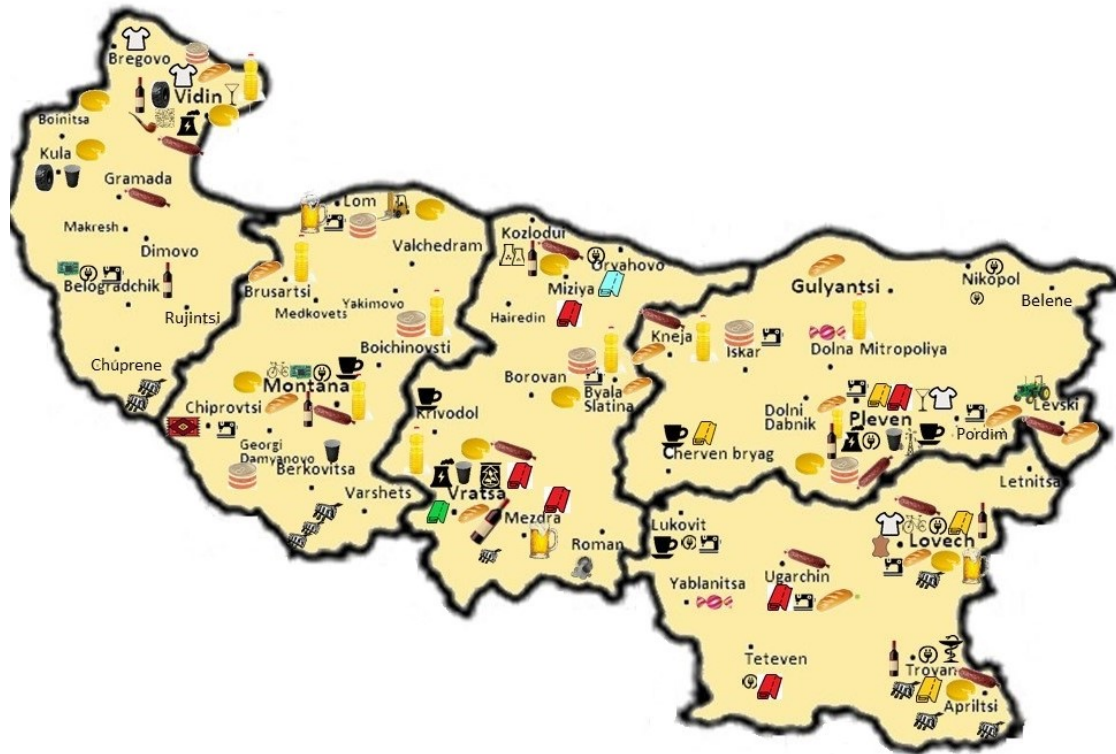 Bregovo
Vidin
Boinitsa
Kula
Gramada
Makresh
Dimovo
Belogradchik
Rujintsi
Chuprene
Lom
Valchedram
Brusartsi
Medkovets
Yakimovo
Boichinovsti
Montana
Chiprovtsi
Georgi
Damyanovo
Berkovitsa
Varshets
Kozlodui
Oryahovo
Miziya
Hairedin
Borovan
Byala
Slatina
Krivodol
Vratsa
Mezdra
Roman
Gulyantsi
Nikopol
Belene
Kneja
Iskar
Dolna Mitropoliya
Dolni
Dabnik
Pleven
Pordim
Levski
Cherven bryag
Letnitsa
Lukovit
Lovech
Ugarchin
Yablanitsa
Teteven
Troyan
Apriltsi